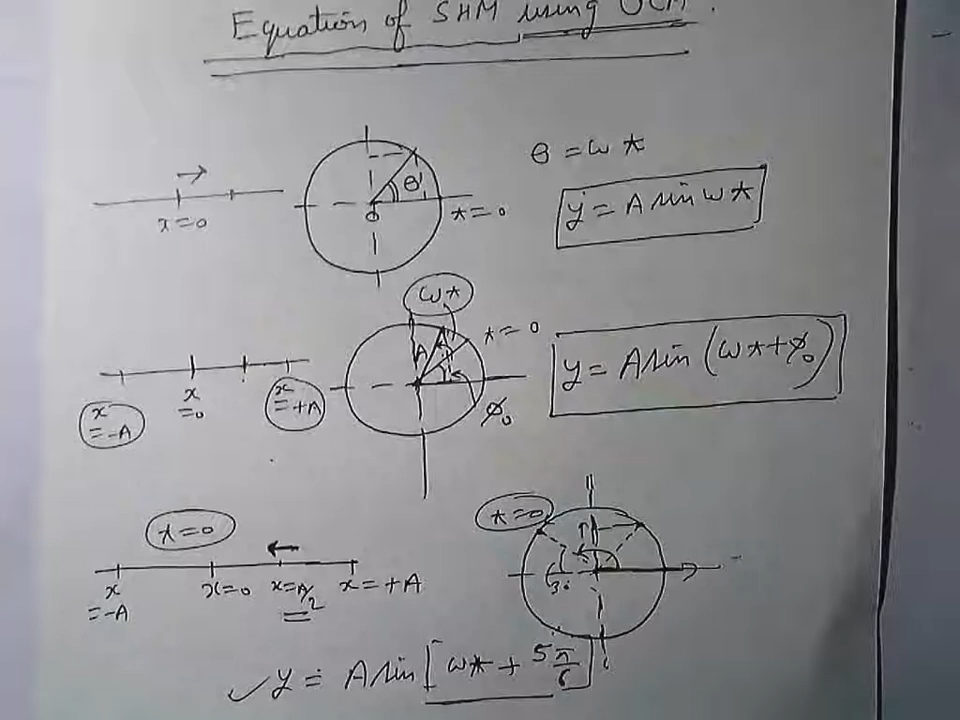 Equation of SHM using UCM.
θ = ωt
θ
x=0
O
t=0
y = A sin ωt
ωt
t=0
A
y = A sin (ωt+φ₀)
x = -A
x = 0
x = +A
φ₀
t=0
t=0
x = -A
x=0
x=A/2
x=+A
30
y = A sin [ωt + 5π/6]